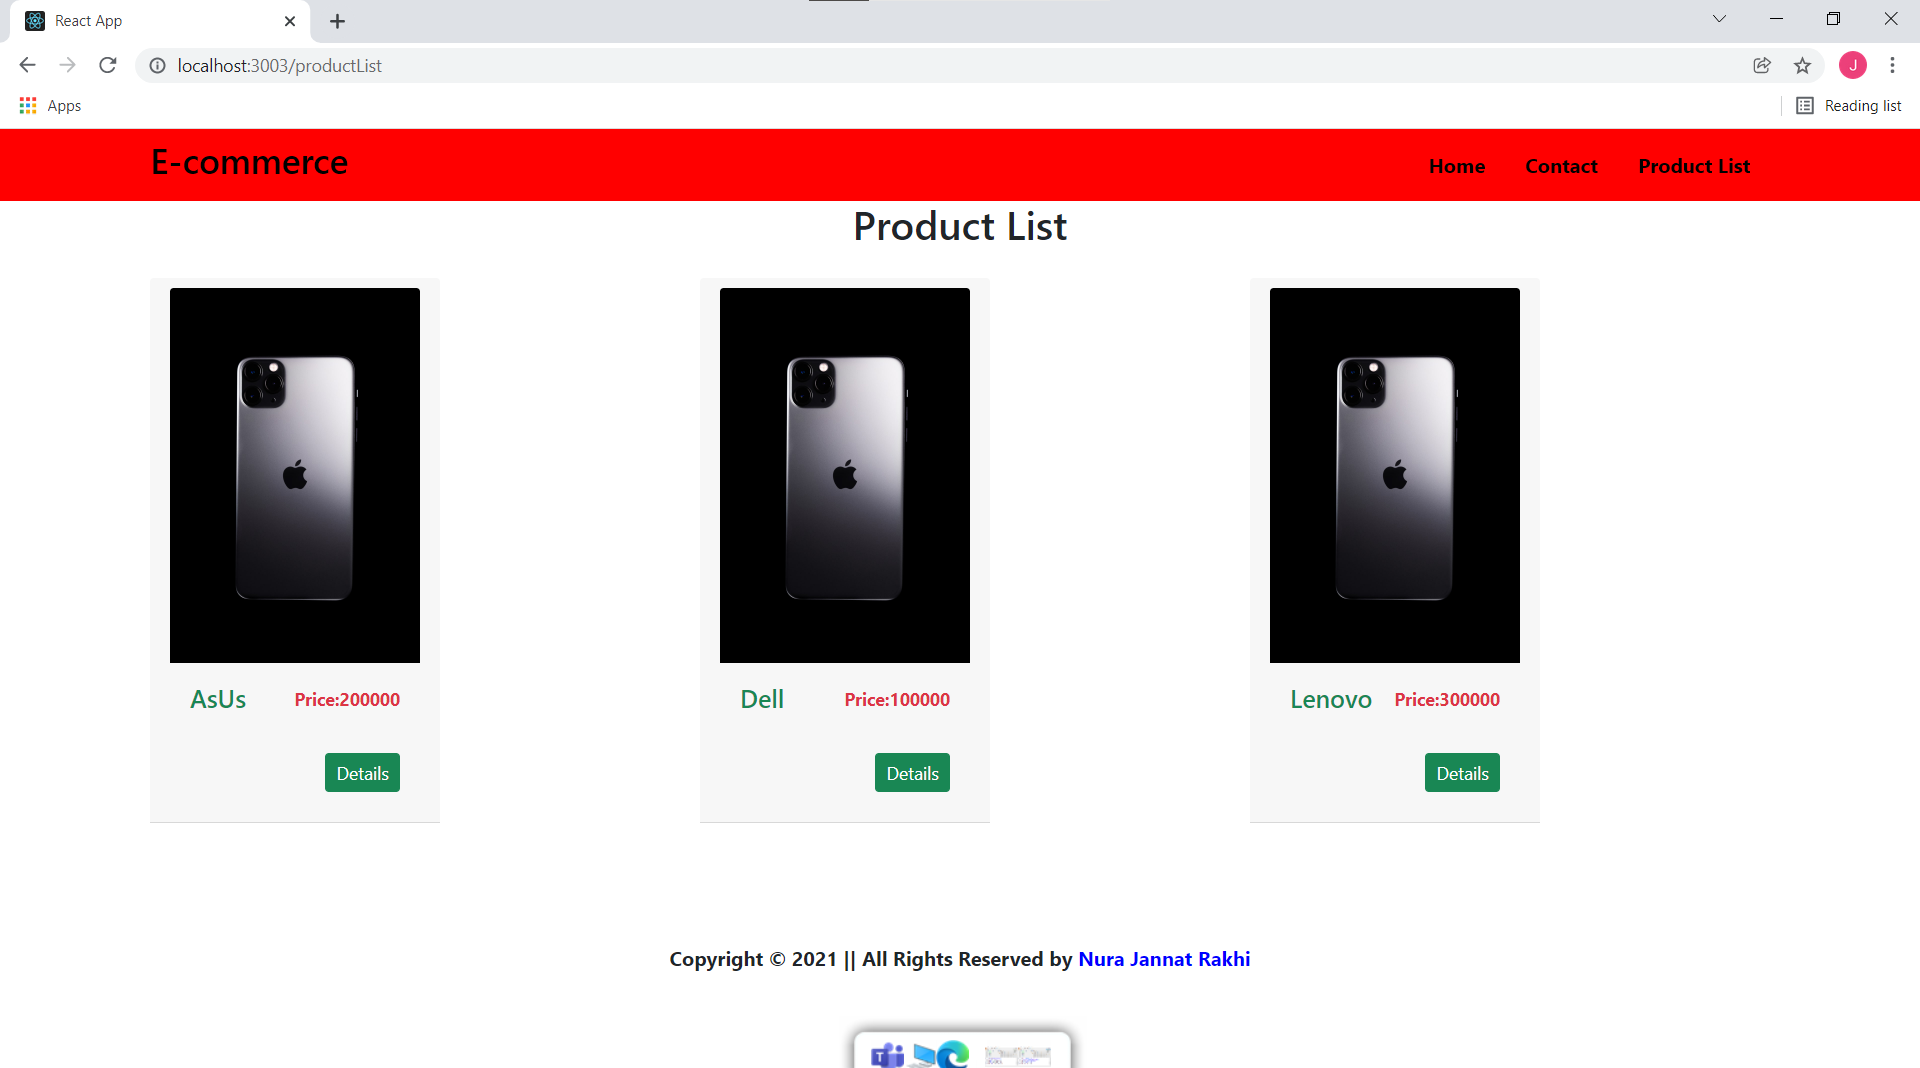 React App
localhost:3003/productList
J
Apps
Reading list
E-commerce
Home Contact Product List
Product List
AsUs Price:200000
Details
Dell Price:100000
Details
Lenovo Price:300000
Details
Copyright © 2021 || All Rights Reserved by Nura Jannat Rakhi
T